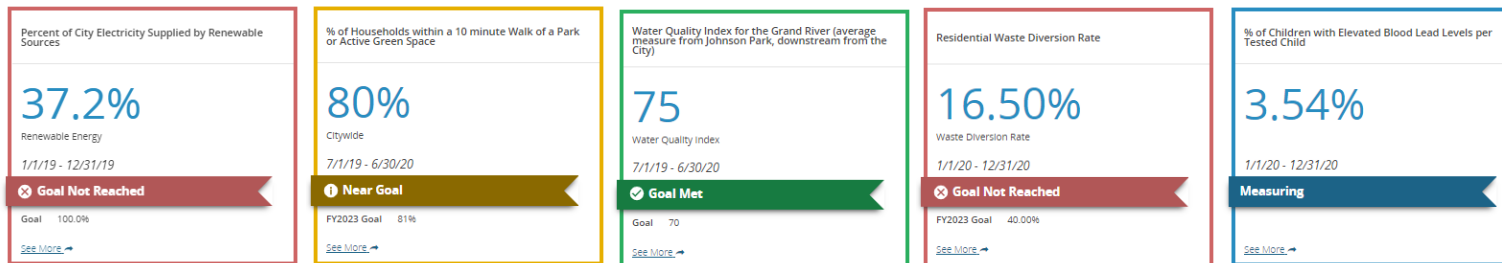 Percent of City Electricity Supplied by Renewable
Sources
37.2%
Renewable Energy
1/1/19 - 12/31/19
Goal Not Reached
Goal 100.0%
See More
% of Households within a 10 minute Walk of a Park
or Active Green Space
80%
Citywide
7/1/19 - 6/30/20
Near Goal
FY2023 Goal 81%
See More
Water Quality Index for the Grand River (average
measure from Johnson Park, downstream from the
City)
75
Water Quality Index
7/1/19 - 6/30/20
Goal Met
Goal 70
See More
Residential Waste Diversion Rate
16.50%
Waste Diversion Rate
1/1/20 - 12/31/20
Goal Not Reached
FY2023 Goal 40.00%
See More
% of Children with Elevated Blood Lead Levels per
Tested Child
3.54%
1/1/20 - 12/31/20
Measuring
See More